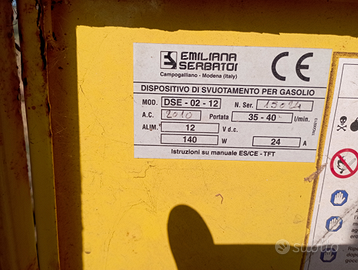 EMILIANA
SERBATOI
Campogalliano - Modena (Italy)
CE
DISPOSITIVO DI SVUOTAMENTO PER GASOLIO
MOD. DSE - 02 - 12 N. Ser.
A.C. 2010 Portata 35 - 40 l/min.
ALIM. 12 V d.c.
140 W 24 A
Istruzioni su manuale ES/CE - TFT
subito